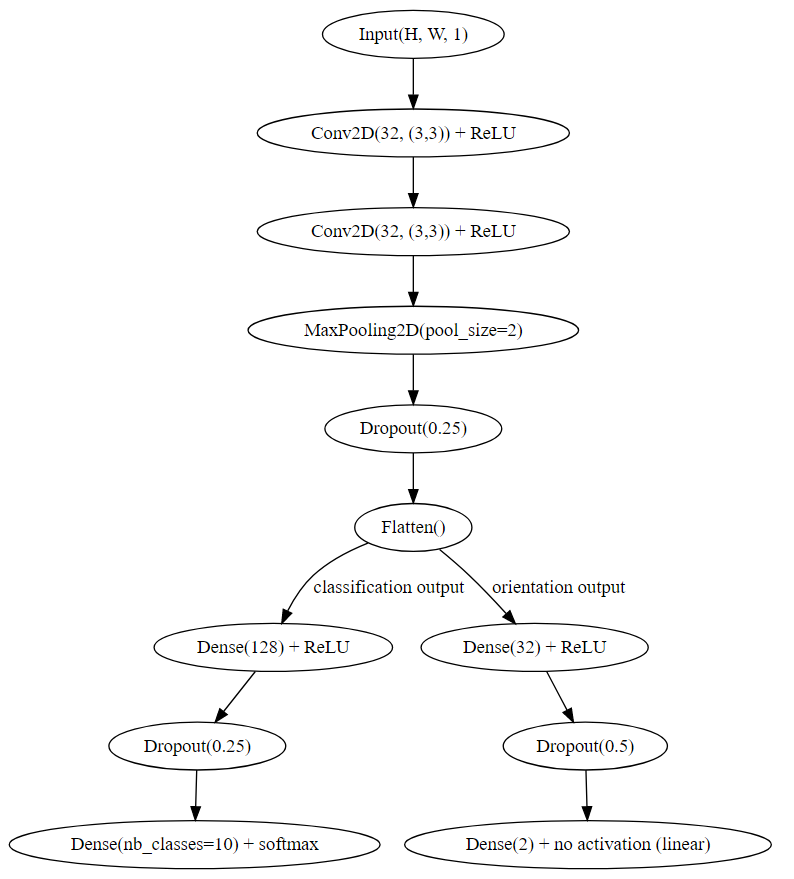 Input(H, W, 1)
Conv2D(32, (3,3)) + ReLU
Conv2D(32, (3,3)) + ReLU
MaxPooling2D(pool_size=2)
Dropout(0.25)
Flatten()
classification output
orientation output
Dense(128) + ReLU
Dense(32) + ReLU
Dropout(0.25)
Dropout(0.5)
Dense(nb_classes=10) + softmax
Dense(2) + no activation (linear)